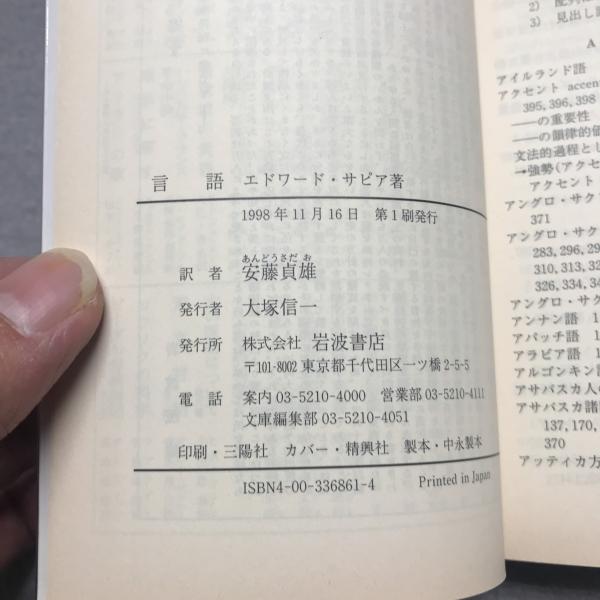 言語 エドワード・サピア著
1998年11月16日 第1刷発行
あんどうさだお
訳者 安藤貞雄
発行者 大塚信一
発行所 株式会社 岩波書店
〒101-8002 東京都千代田区一ツ橋2-5-5
電話 案内03-5210-4000 営業部03-5210-4111
文庫編集部03-5210-4051
印刷・三陽社 カバー・精興社 製本・中永製本
ISBN4-00-336861-4 Printed in Japan
2)
3) 見出し
A
アイルランド語
アクセント accen
395, 396, 398
――の重要性
――の韻律的価
文法的過程とし
→強勢(アクセ
アクセント
アングロ・サク
371
アングロ・サク
283, 296, 29
310, 313, 32
326, 334, 34
アングロ・サク
アンナン語 1
アパッチ語 1
アラビア語 1
アルゴンキン
アサバスカ人の
アサバスカ諸
137, 170,
370
アッティカ方